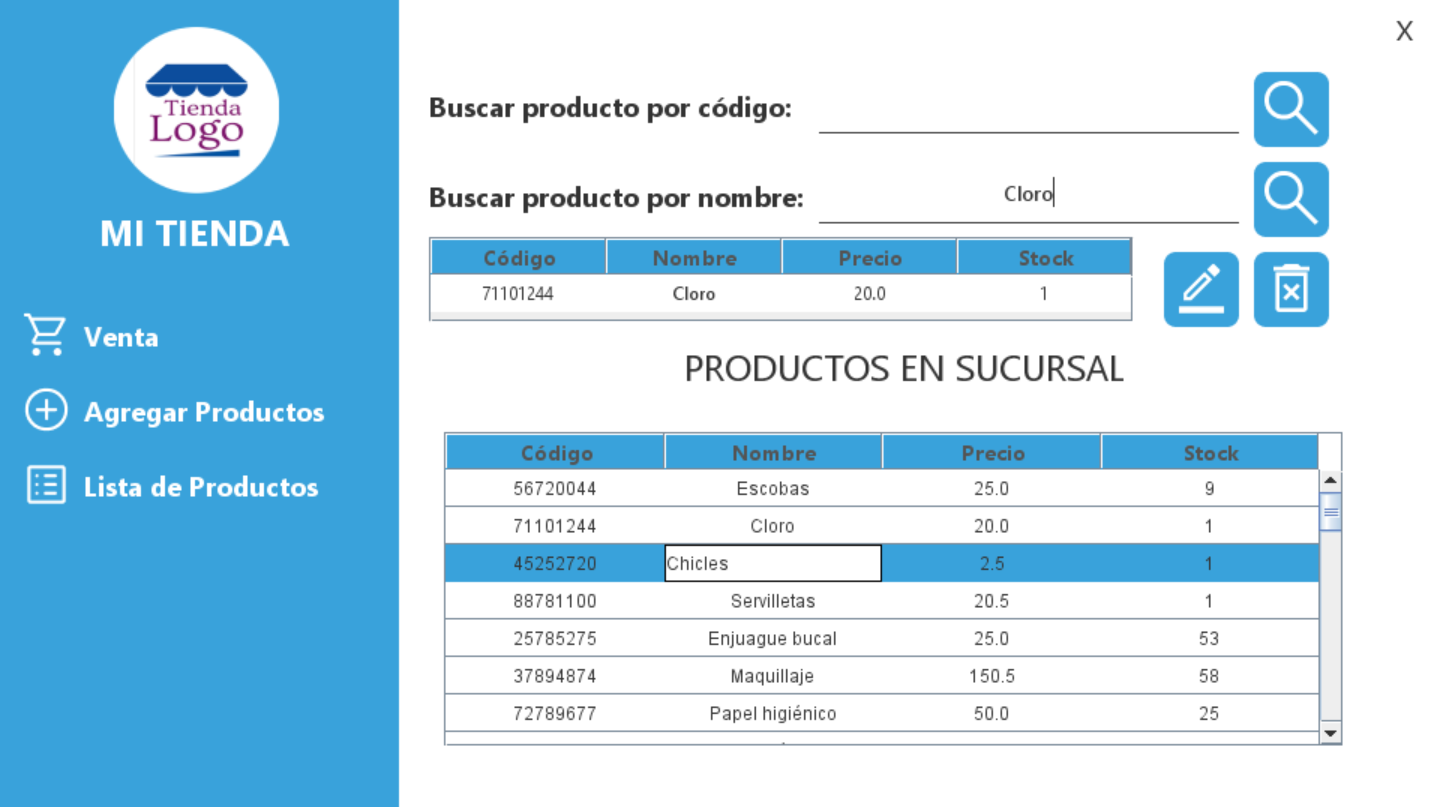 X
Tienda
Logo
MI TIENDA
Venta
Agregar Productos
Lista de Productos
Buscar producto por código:
Buscar producto por nombre: Cloro
Código Nombre Precio Stock
71101244 Cloro 20.0 1
PRODUCTOS EN SUCURSAL
Código Nombre Precio Stock
56720044 Escobas 25.0 9
71101244 Cloro 20.0 1
45252720 Chicles 2.5 1
88781100 Servilletas 20.5 1
25785275 Enjuague bucal 25.0 53
37894874 Maquillaje 150.5 58
72789677 Papel higiénico 50.0 25